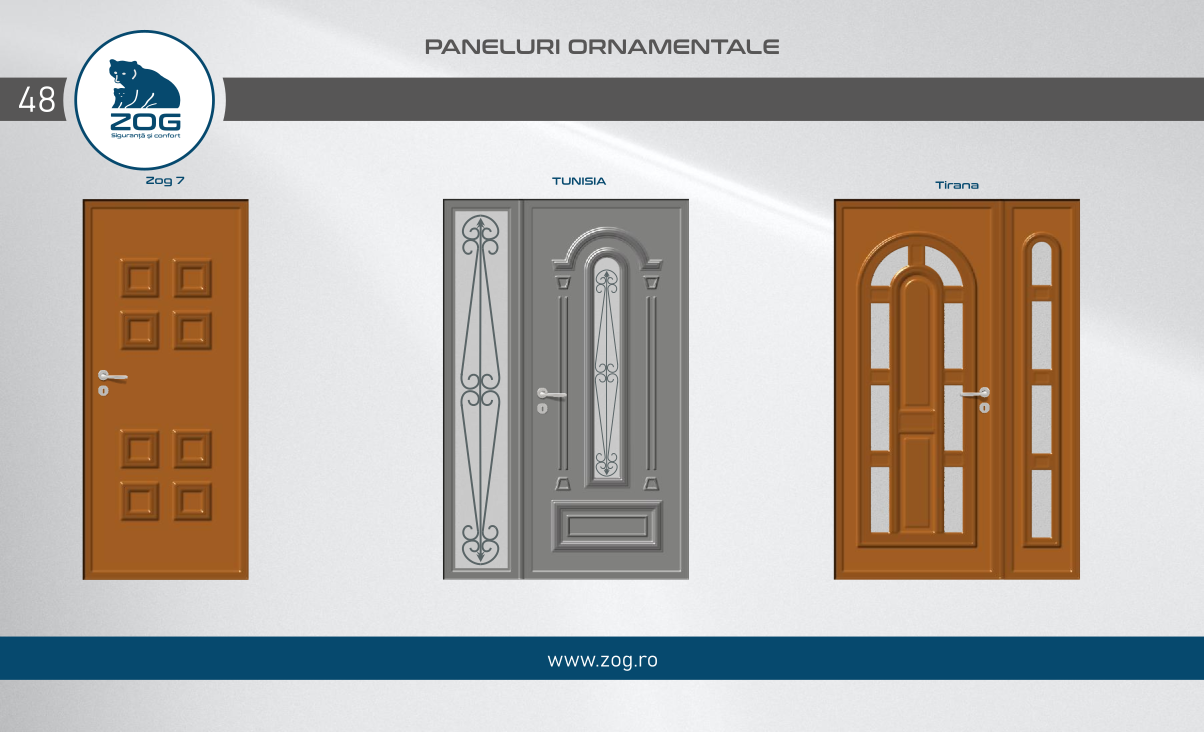 PANELURI ORNAMENTALE
48
ZOG
Siguranță și confort
Zog 7
TUNISIA
Tirana
www.zog.ro